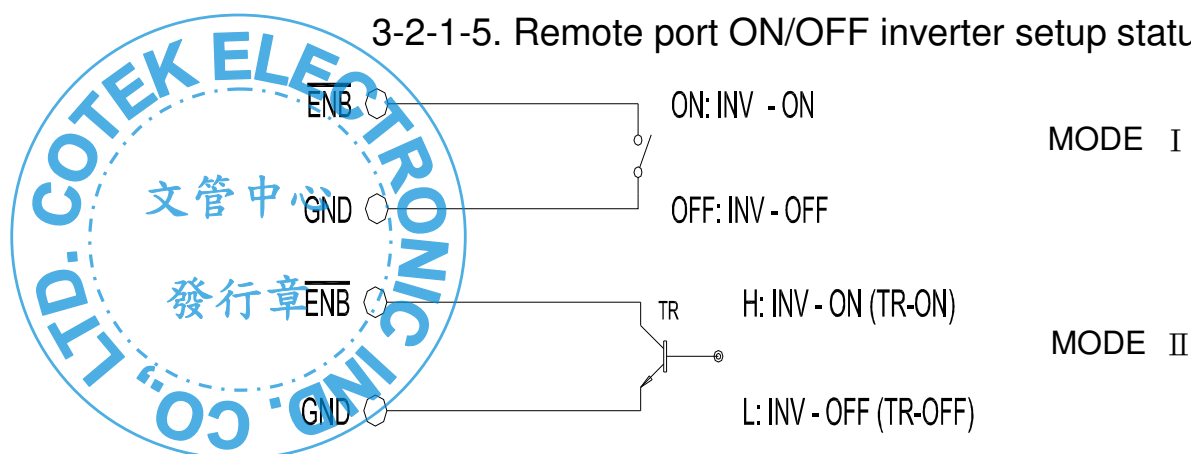 3-2-1-5. Remote port ON/OFF inverter setup statu
COTEK ELECTRONIC IND. CO., LTD.
文管中心
發行章
ENB
ON: INV - ON
MODE Ⅰ
GND
OFF: INV - OFF
ENB
TR
H: INV - ON (TR-ON)
MODE Ⅱ
GND
L: INV - OFF (TR-OFF)